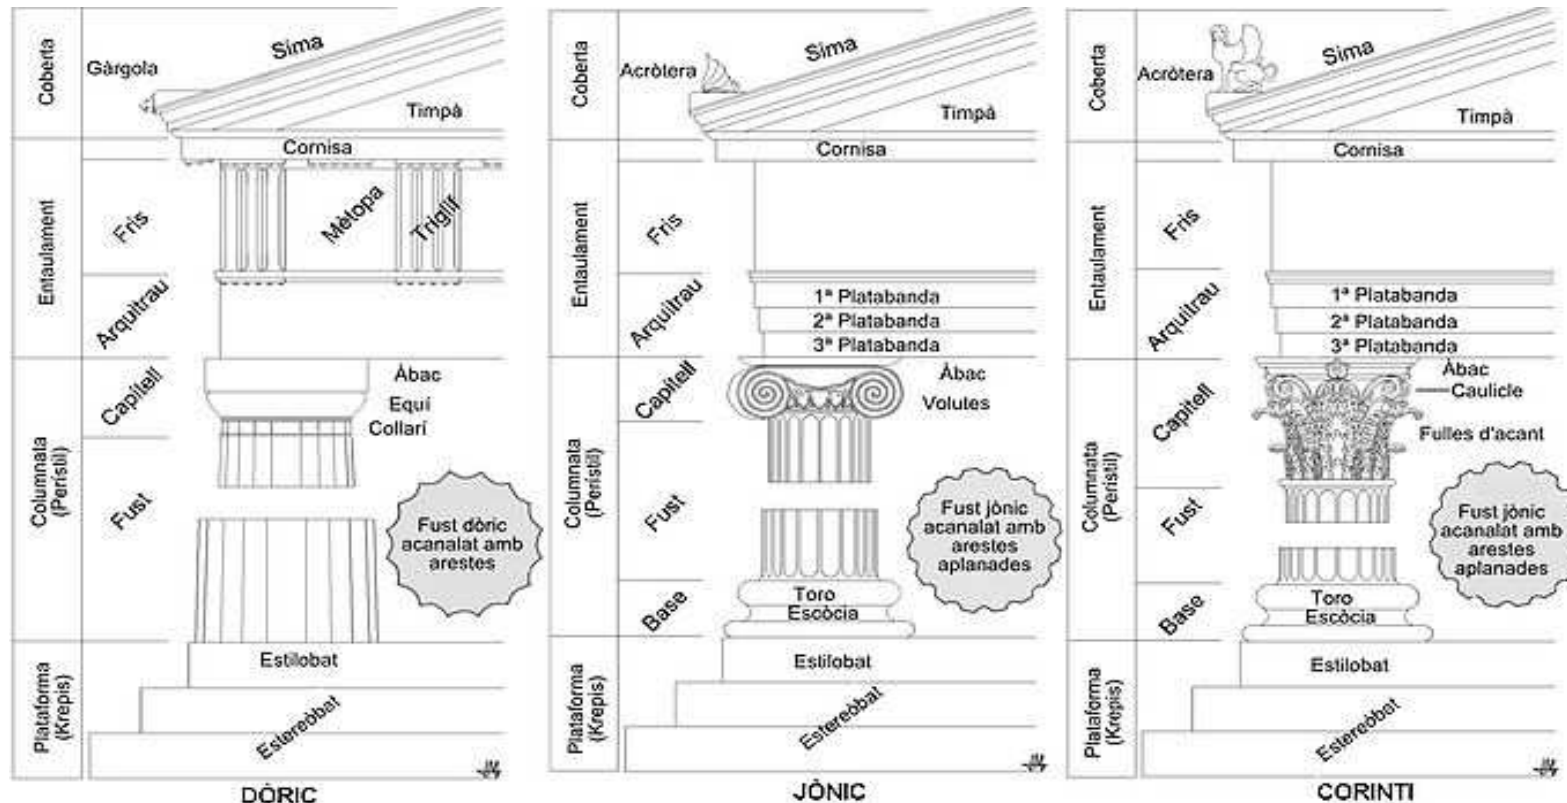 Coberta
Gàrgola
Sima
Timpà
Cornisa
Entaulament
Fris
Mètopa
Triglif
Arquitrau
Columnata
(Peristil)
Capitell
Àbac
Equí
Collarí
Fust
Fust dòric
acanalat amb
arestes
Plataforma
(Krepis)
Estilobat
Estereòbat
DÒRIC
Coberta
Acròtera
Sima
Timpà
Cornisa
Entaulament
Fris
Arquitrau
1ª Platabanda
2ª Platabanda
3ª Platabanda
Columnata
(Peristil)
Capitell
Àbac
Volutes
Fust
Fust jònic
acanalat amb
arestes
aplanades
Base
Toro
Escòcia
Plataforma
(Krepis)
Estilobat
Estereòbat
JÒNIC
Coberta
Acròtera
Sima
Timpà
Cornisa
Entaulament
Fris
Arquitrau
1ª Platabanda
2ª Platabanda
3ª Platabanda
Columnata
(Peristil)
Capitell
Àbac
Caulicle
Fulles d'acant
Fust
Fust jònic
acanalat amb
arestes
aplanades
Base
Toro
Escòcia
Plataforma
(Krepis)
Estilobat
Estereòbat
CORINTI